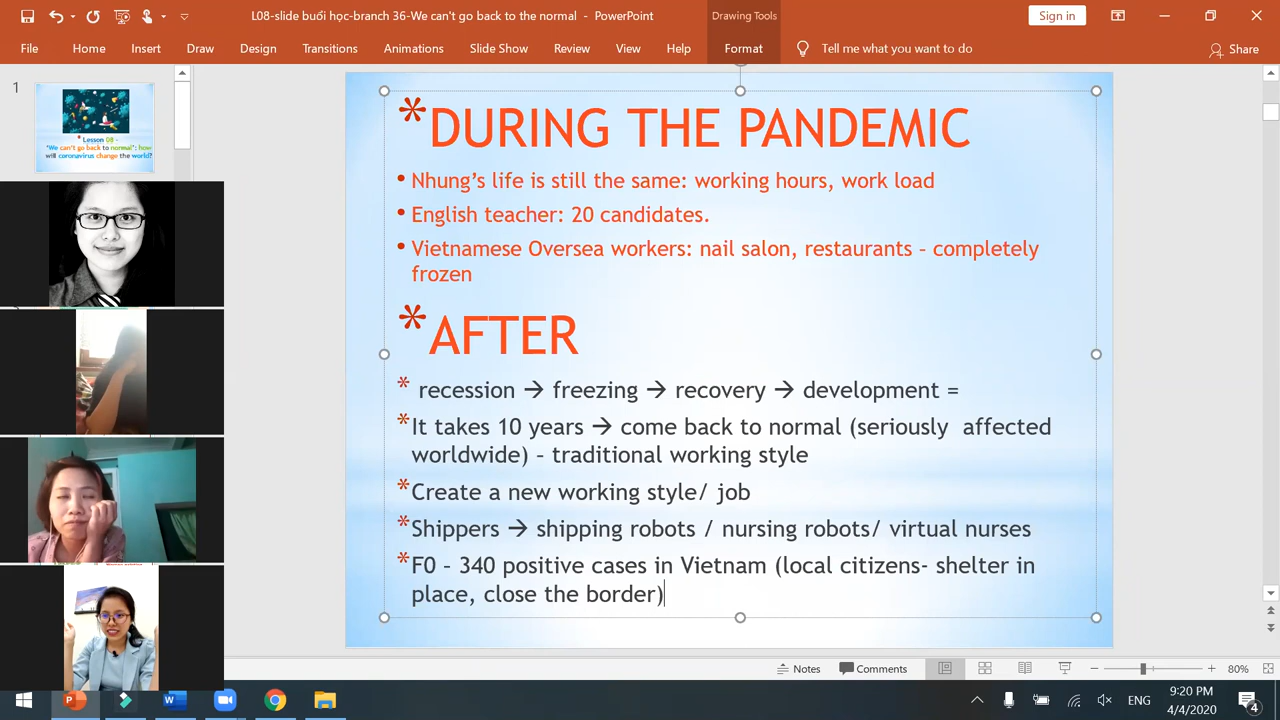 L08-slide buổi học-branch 36-We can't go back to the normal - PowerPoint
Drawing Tools
Sign in
File Home Insert Draw Design Transitions Animations Slide Show Review View Help Format Tell me what you want to do Share
1
* Lesson 08 -
"We can't go back to normal": how
will coronavirus change the world?
*DURING THE PANDEMIC
• Nhung's life is still the same: working hours, work load
• English teacher: 20 candidates.
• Vietnamese Oversea workers: nail salon, restaurants – completely
frozen
*AFTER
* recession → freezing → recovery → development =
* It takes 10 years → come back to normal (seriously affected
worldwide) – traditional working style
* Create a new working style/ job
* Shippers → shipping robots / nursing robots/ virtual nurses
* F0 – 340 positive cases in Vietnam (local citizens- shelter in
place, close the border)
Notes Comments 80%
ENG
9:20 PM
4/4/2020
4